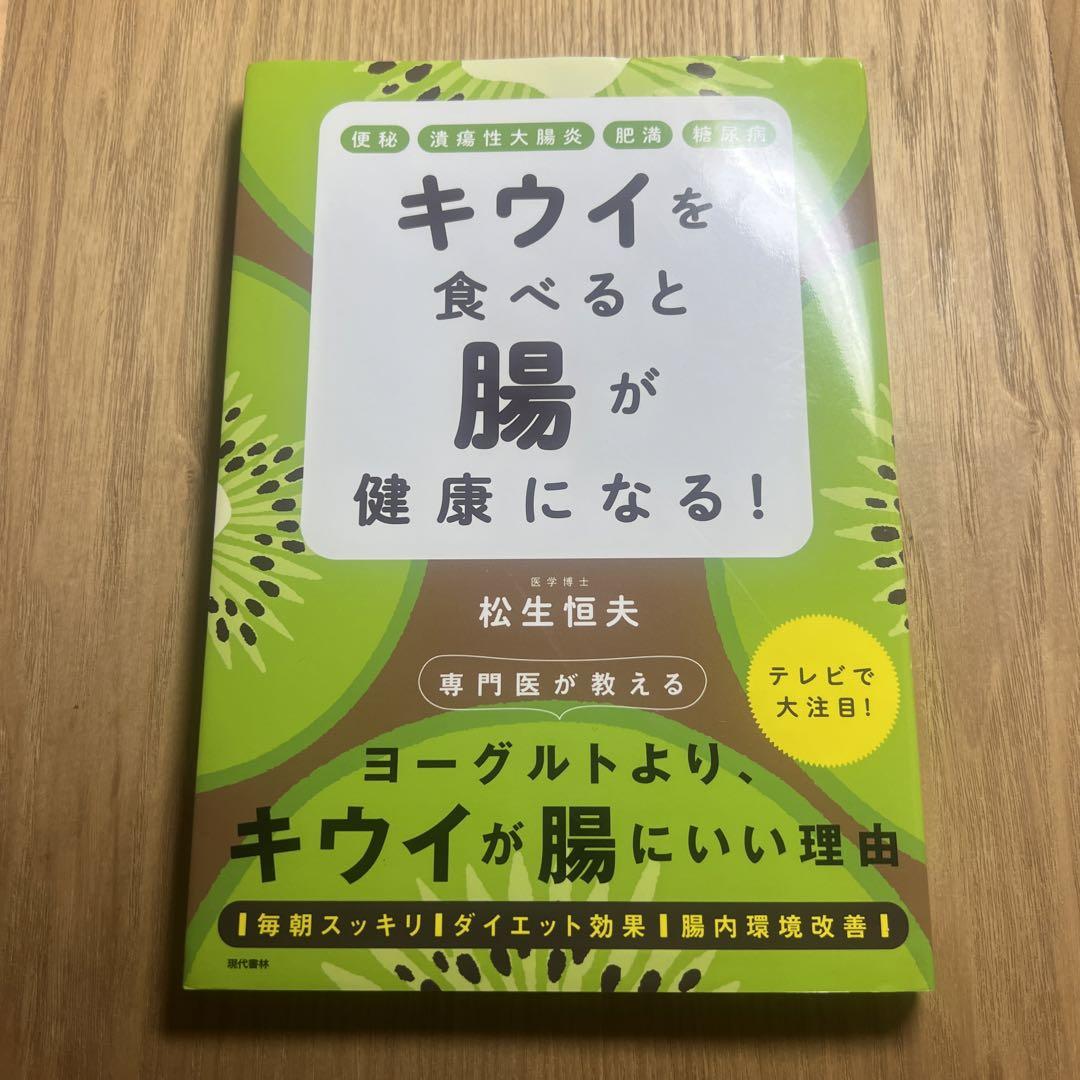 便秘 潰瘍性大腸炎 肥満 糖尿病
キウイを
食べると
腸が
健康になる!
医学博士
松生恒夫
専門医が教える
テレビで
大注目!
ヨーグルトより、
キウイが腸にいい理由
毎朝スッキリ ダイエット効果 腸内環境改善
現代書林